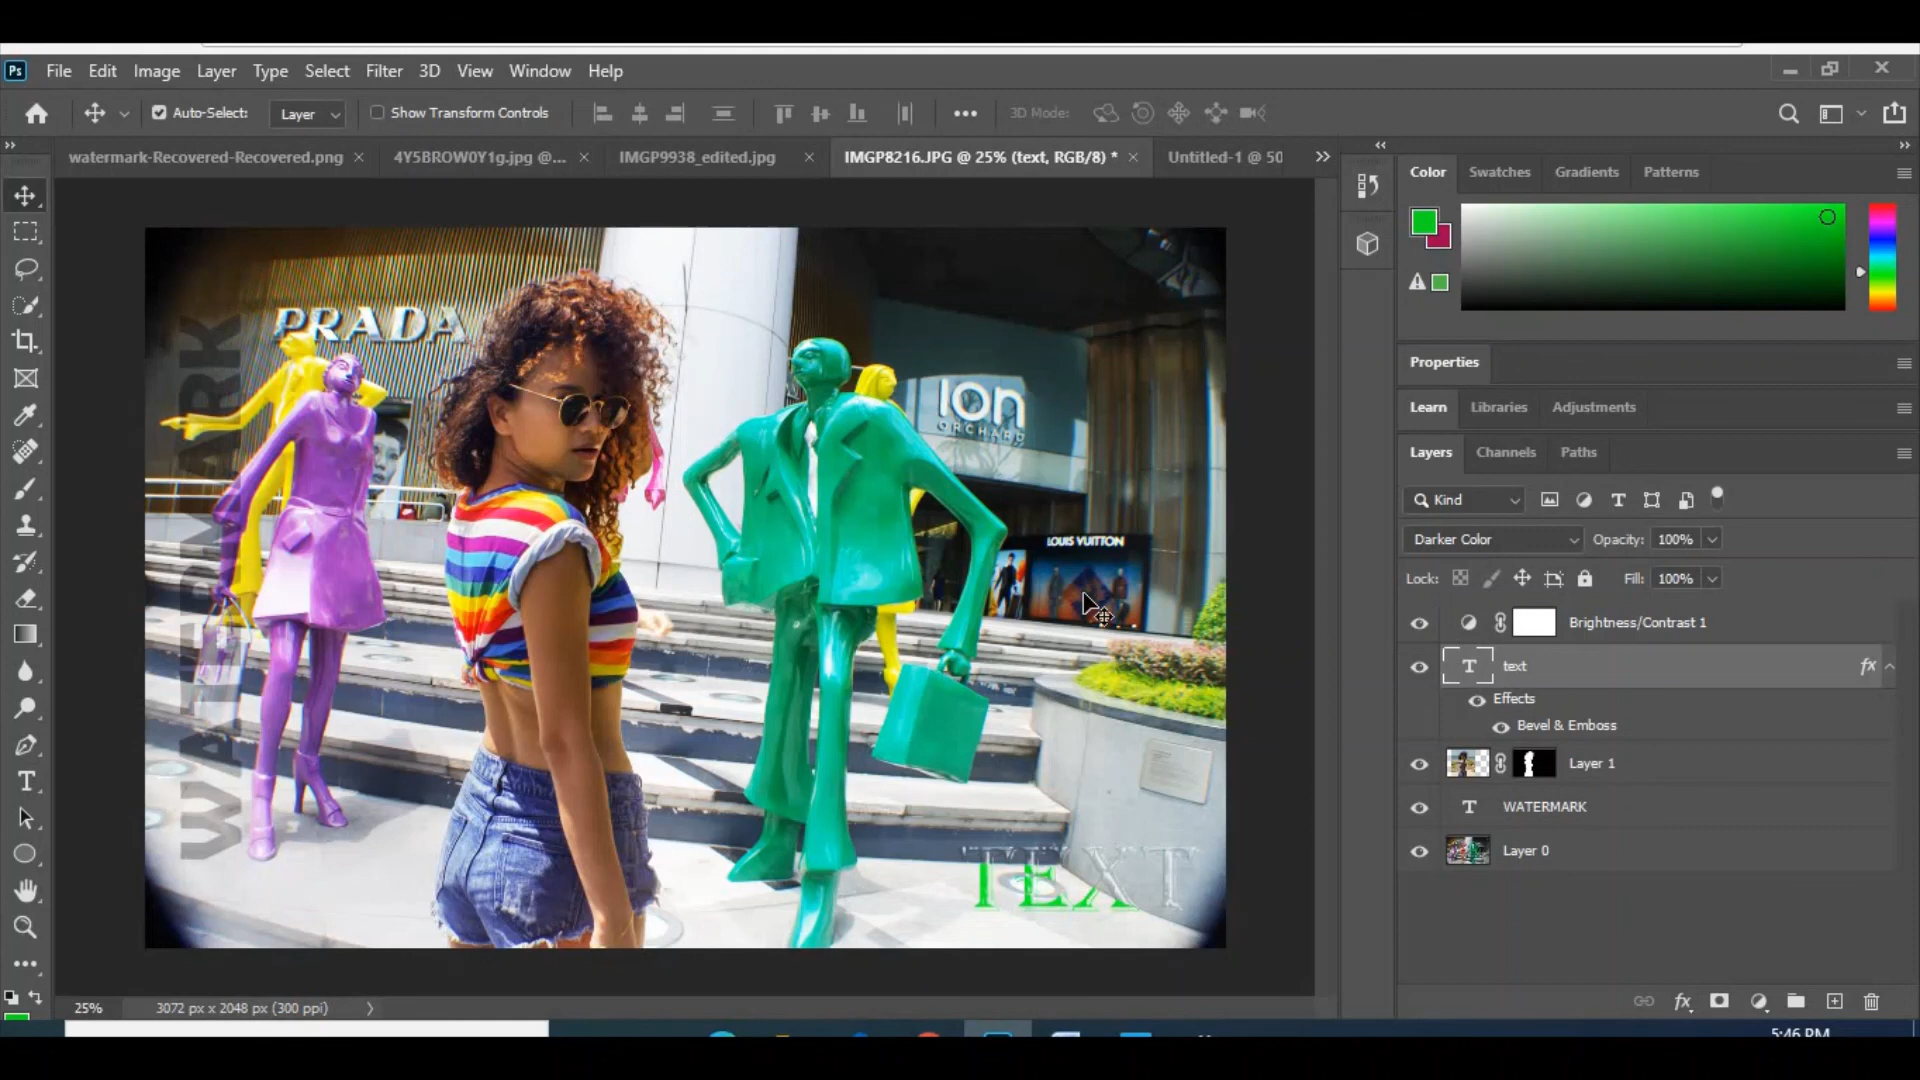 Ps File Edit Image Layer Type Select Filter 3D View Window Help
Auto-Select: Layer Show Transform Controls 3D Mode:
watermark-Recovered-Recovered.png 4Y5BROW0Y1g.jpg @... IMGP9938_edited.jpg IMGP8216.JPG @ 25% (text, RGB/8) * Untitled-1 @ 50
Color Swatches Gradients Patterns
Properties
Learn Libraries Adjustments
Layers Channels Paths
Kind
Darker Color Opacity: 100%
Lock: Fill: 100%
Brightness/Contrast 1
text fx
Effects
Bevel & Emboss
Layer 1
WATERMARK
Layer 0
PRADA
ION
ORCHARD
LOUIS VUITTON
WATERMARK
TEXT
25% 3072 px x 2048 px (300 ppi)
fx
5:46 PM